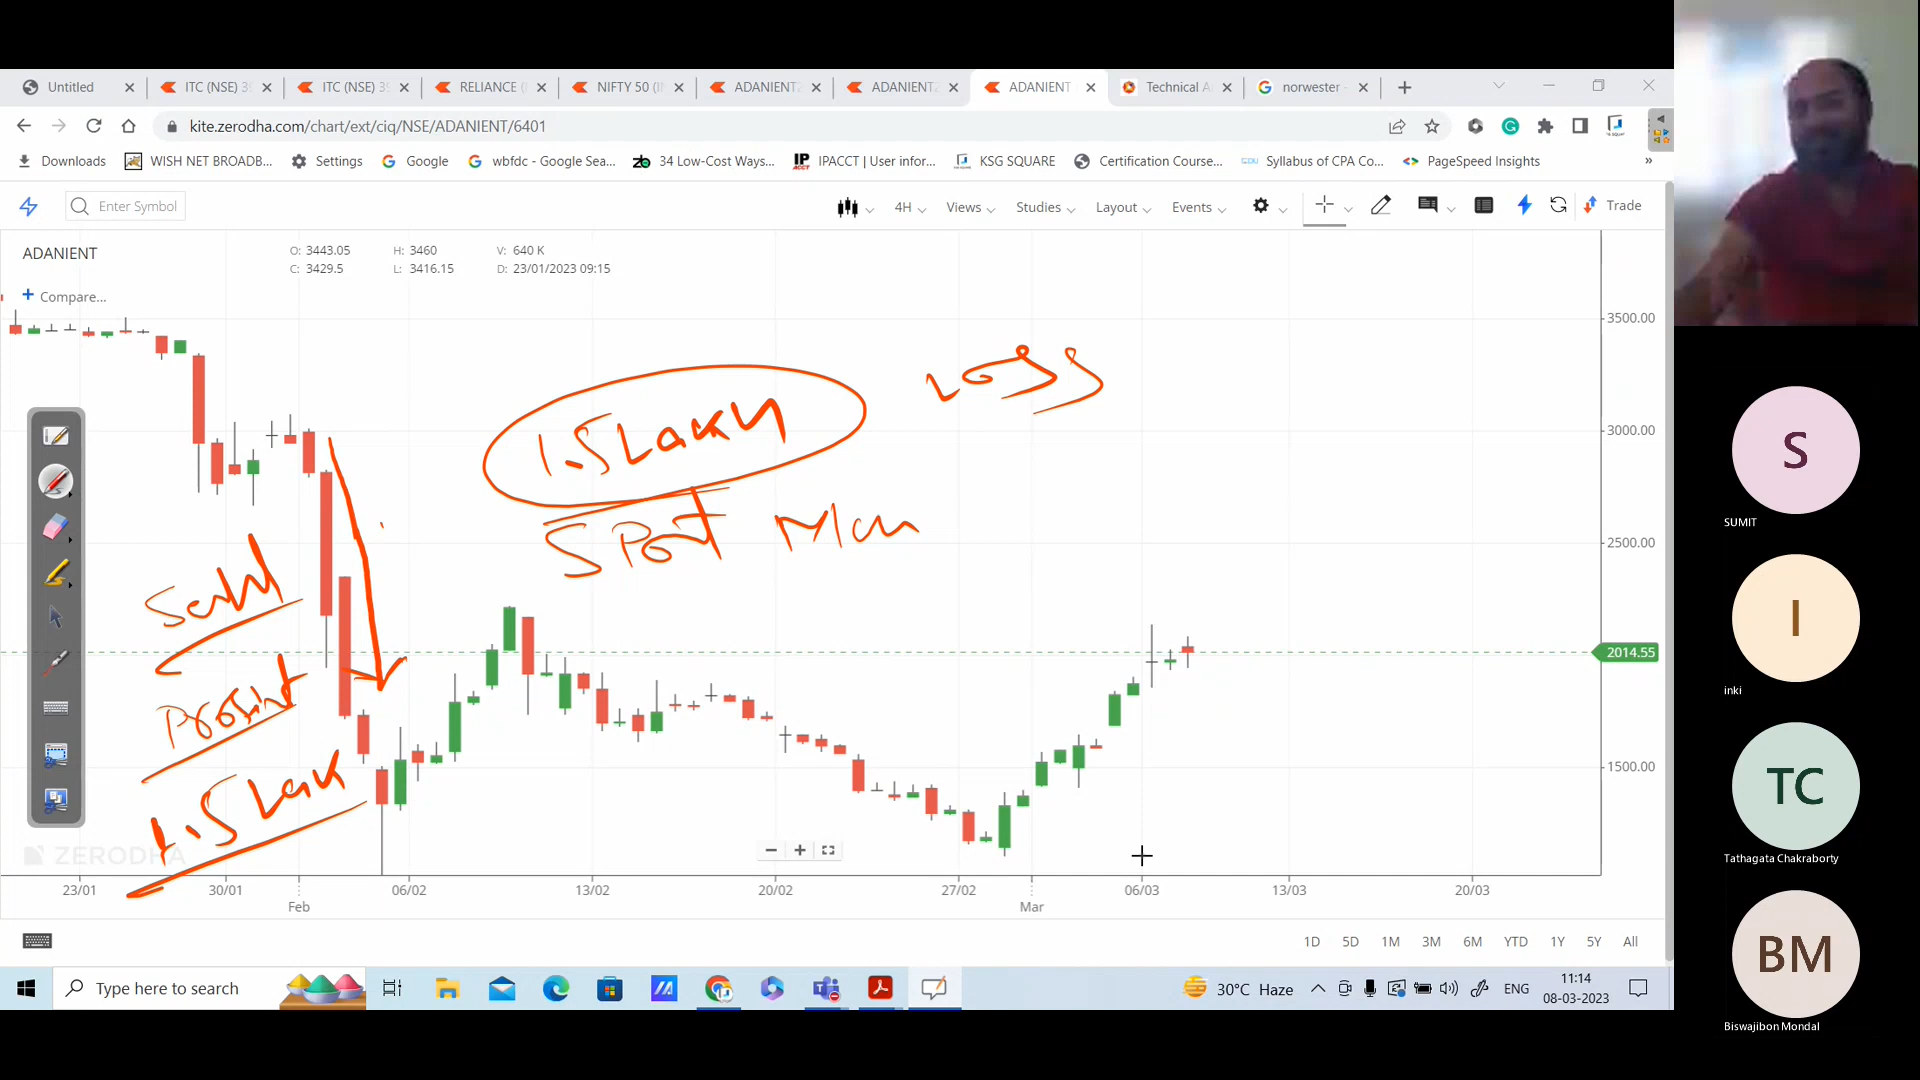 Untitled
ITC (NSE) 39
ITC (NSE) 39
RELIANCE (
NIFTY 50 (I
ADANIENT2
ADANIENT2
ADANIENT
Technical A
norwester -
kite.zerodha.com/chart/ext/ciq/NSE/ADANIENT/6401
Downloads
WISH NET BROADB...
Settings
Google
wbfdc - Google Sea...
34 Low-Cost Ways...
IPACCT | User infor...
KSG SQUARE
Certification Course...
Syllabus of CPA Co...
PageSpeed Insights
»
Enter Symbol
4H
Views
Studies
Layout
Events
Trade
ADANIENT
O: 3443.05 H: 3460 V: 640 K
C: 3429.5 L: 3416.15 D: 23/01/2023 09:15
Compare...
3500.00
3000.00
2500.00
2014.55
1500.00
Loss
1.5 Lakh
Spot
1.5 Lak
ZERODHA
23/01 30/01 06/02 13/02 20/02 27/02 06/03 13/03 20/03
Feb Mar
1D 5D 1M 3M 6M YTD 1Y 5Y All
Type here to search
30°C Haze
ENG
11:14
08-03-2023
S
SUMIT
I
inki
TC
Tathagata Chakraborty
BM
Biswajibon Mondal